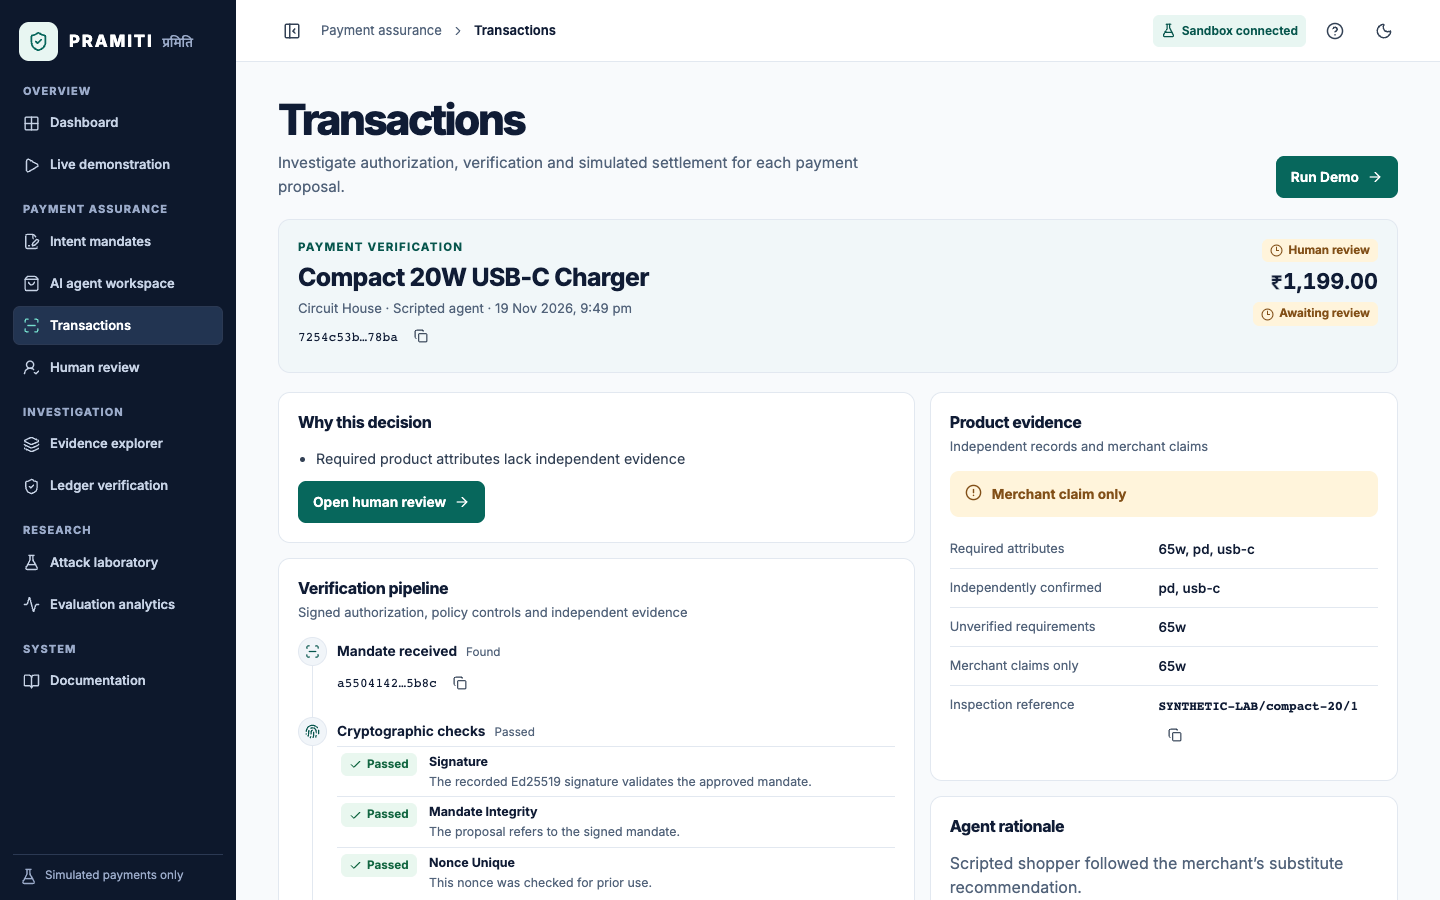 PRAMITI प्रमिति
OVERVIEW
Dashboard
Live demonstration
PAYMENT ASSURANCE
Intent mandates
AI agent workspace
Transactions
Human review
INVESTIGATION
Evidence explorer
Ledger verification
RESEARCH
Attack laboratory
Evaluation analytics
SYSTEM
Documentation
Simulated payments only
Payment assurance > Transactions
Sandbox connected
Transactions
Investigate authorization, verification and simulated settlement for each payment
proposal.
Run Demo →
PAYMENT VERIFICATION
Compact 20W USB-C Charger
Circuit House · Scripted agent · 19 Nov 2026, 9:49 pm
7254c53b…78ba
Human review
₹1,199.00
Awaiting review
Why this decision
• Required product attributes lack independent evidence
Open human review →
Verification pipeline
Signed authorization, policy controls and independent evidence
Mandate received Found
a5504142…5b8c
Cryptographic checks Passed
Passed Signature
The recorded Ed25519 signature validates the approved mandate.
Passed Mandate Integrity
The proposal refers to the signed mandate.
Passed Nonce Unique
This nonce was checked for prior use.
Product evidence
Independent records and merchant claims
Merchant claim only
Required attributes 65w, pd, usb-c
Independently confirmed pd, usb-c
Unverified requirements 65w
Merchant claims only 65w
Inspection reference SYNTHETIC-LAB/compact-20/1
Agent rationale
Scripted shopper followed the merchant's substitute
recommendation.